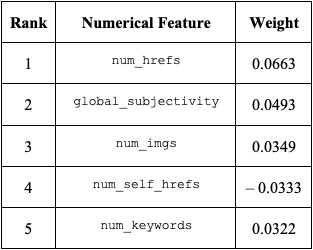 Rank Numerical Feature Weight
1 num_hrefs 0.0663
2 global_subjectivity 0.0493
3 num_imgs 0.0349
4 num_self_hrefs – 0.0333
5 num_keywords 0.0322